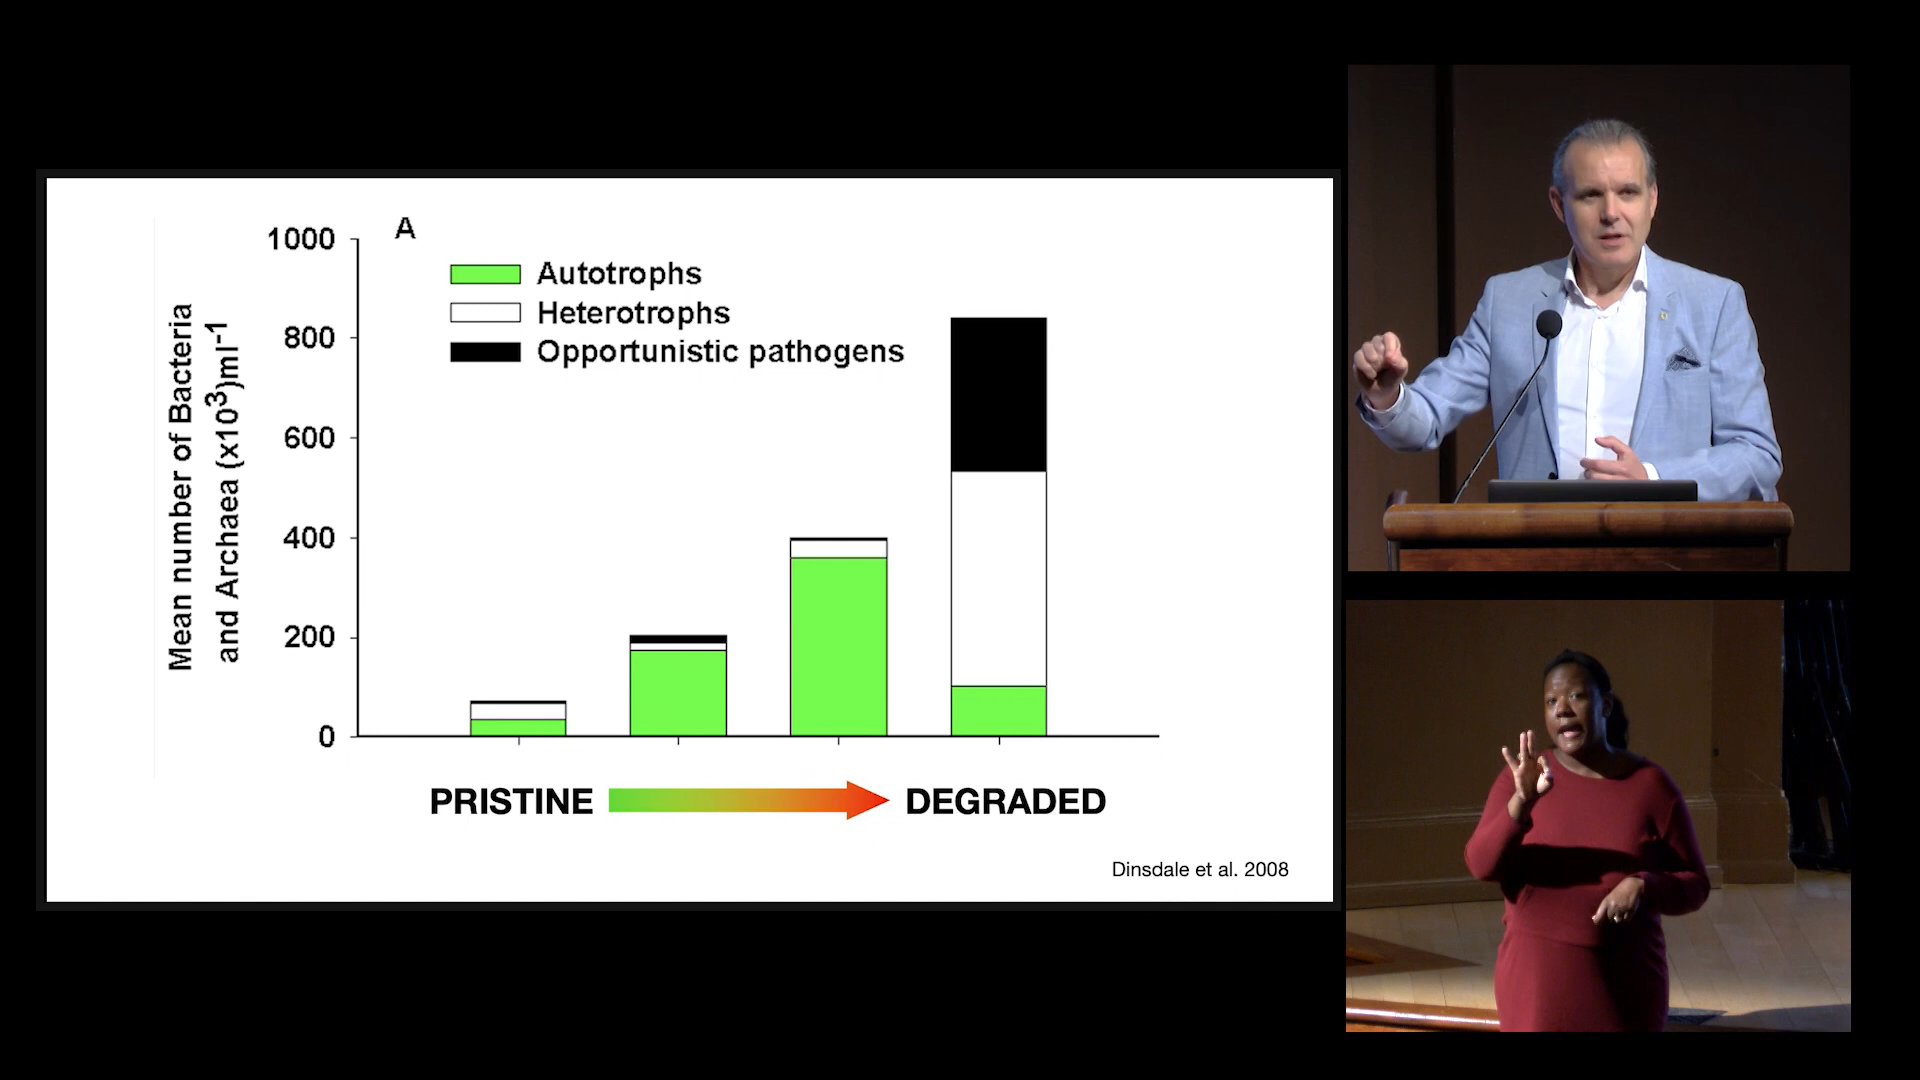 A
1000
800
600
400
200
0
Mean number of Bacteria
and Archaea (x10³)ml⁻¹
Autotrophs
Heterotrophs
Opportunistic pathogens
PRISTINE
DEGRADED
Dinsdale et al. 2008